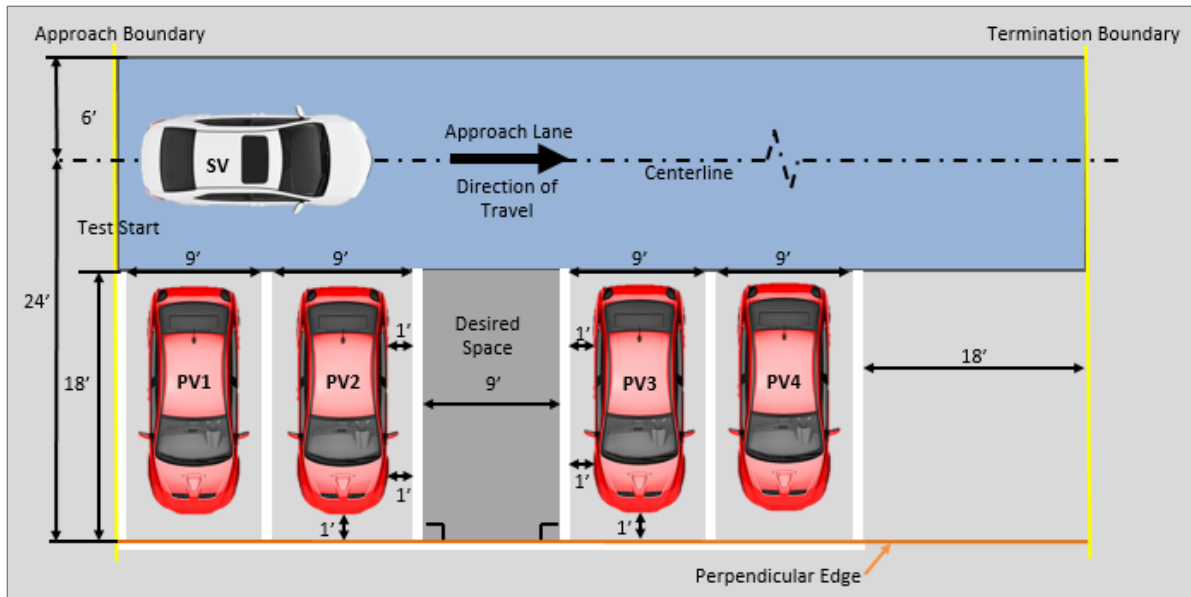 Approach Boundary
Termination Boundary
6’
SV
Approach Lane
Direction of
Travel
Centerline
Test Start
9’
9’
9’
9’
24’
18’
PV1
PV2
1’
1’
1’
Desired
Space
9’
1’
1’
1’
PV3
PV4
18’
Perpendicular Edge